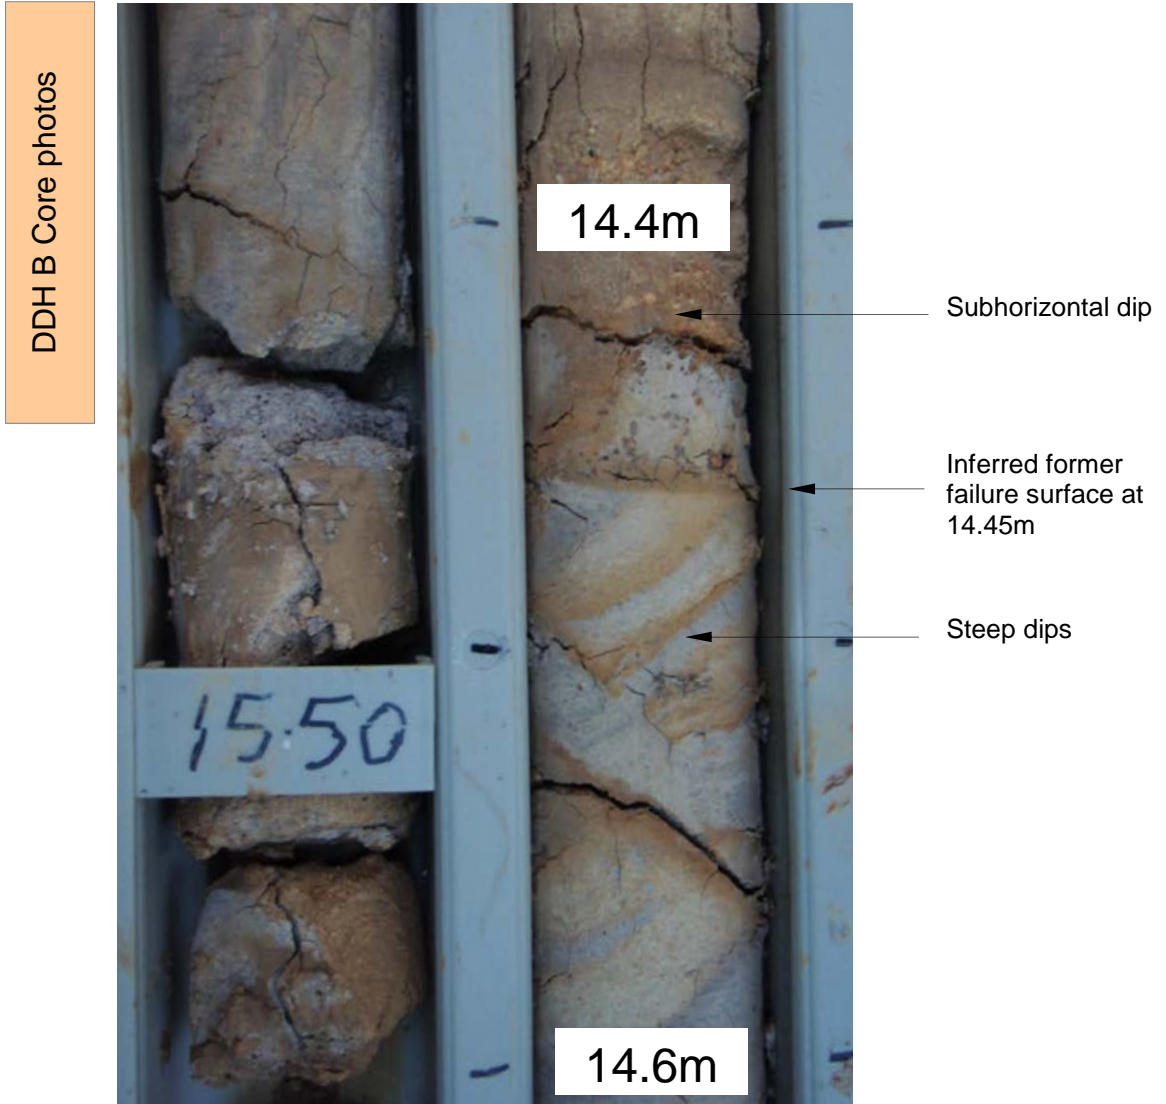 DDH B Core photos
14.4m
Subhorizontal dip
Inferred former
failure surface at
14.45m
Steep dips
15.50
14.6m